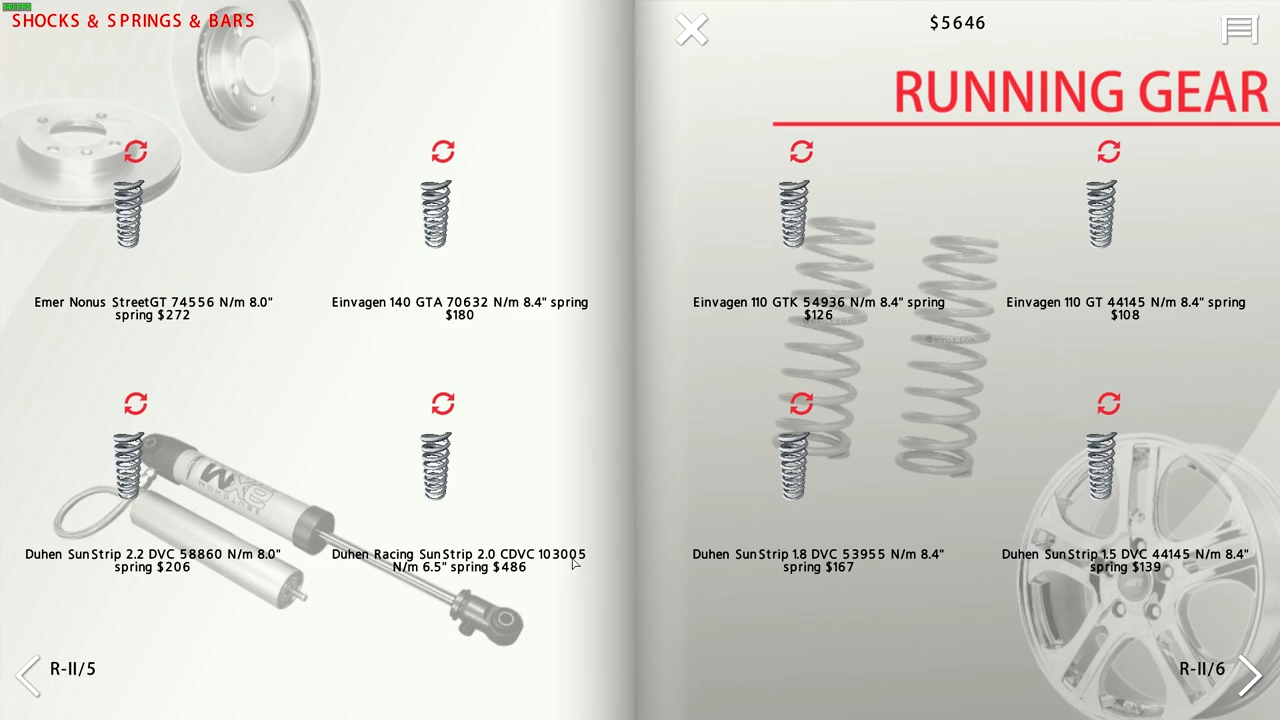 SHOCKS & SPRINGS & BARS
$5646
RUNNING GEAR
Emer Nonus StreetGT 74556 N/m 8.0"
spring $272
Einvagen 140 GTA 70632 N/m 8.4" spring
$180
Einvagen 110 GTK 54936 N/m 8.4" spring
$126
Einvagen 110 GT 44145 N/m 8.4" spring
$108
Duhen SunStrip 2.2 DVC 58860 N/m 8.0"
spring $206
Duhen Racing SunStrip 2.0 CDVC 103005
N/m 6.5" spring $486
Duhen SunStrip 1.8 DVC 53955 N/m 8.4"
spring $167
Duhen SunStrip 1.5 DVC 44145 N/m 8.4"
spring $139
R-II/5
R-II/6